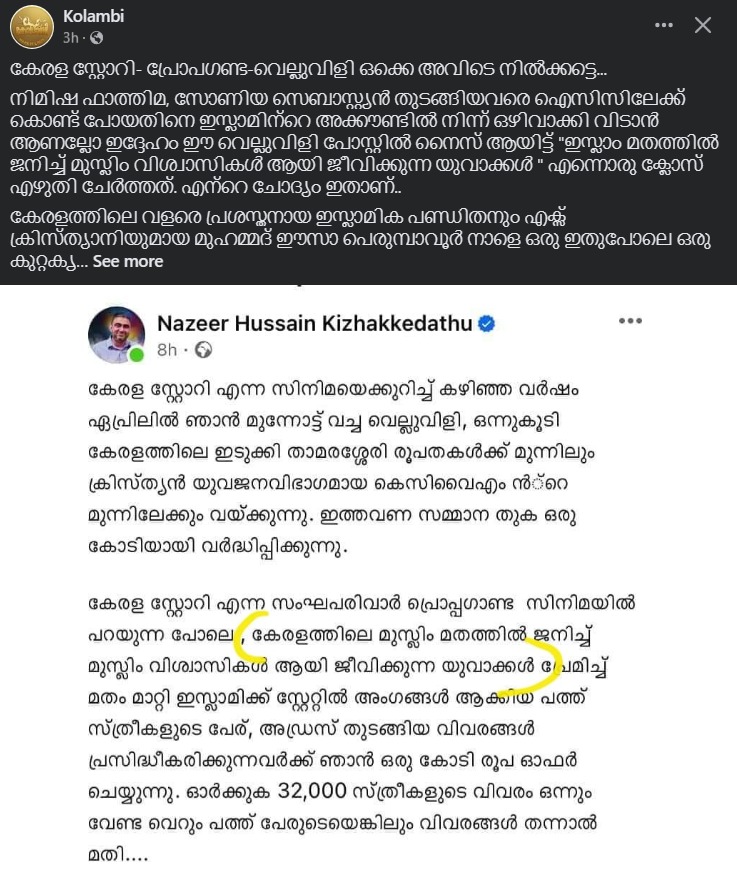 Kolambi
3h
കേരള സ്റ്റോറി- പ്രോപഗണ്ട-വെല്ലുവിളി ഒക്കെ അവിടെ നിൽക്കട്ടെ...
നിമിഷ ഫാത്തിമ, സോണിയ സെബാസ്റ്റ്യൻ തുടങ്ങിയവരെ ഐസിസിലേക്ക്
കൊണ്ട് പോയതിനെ ഇസ്ലാമിന്റെ അക്കൗണ്ടിൽ നിന്ന് ഒഴിവാക്കി വിടാൻ
ആണല്ലോ ഇദ്ദേഹം ഈ വെല്ലുവിളി പോസ്റ്റിൽ നൈസ് ആയിട്ട് "ഇസ്ലാം മതത്തിൽ
ജനിച്ച് മുസ്ലിം വിശ്വാസികൾ ആയി ജീവിക്കുന്ന യുവാക്കൾ " എന്നൊരു ക്ലോസ്
എഴുതി ചേർത്തത്. എന്റെ ചോദ്യം ഇതാണ്..
കേരളത്തിലെ വളരെ പ്രശസ്തനായ ഇസ്ലാമിക പണ്ഡിതനും എക്സ്
ക്രിസ്ത്യാനിയുമായ മുഹമ്മദ് ഈസാ പെരുമ്പാവൂർ നാളെ ഒരു ഇതുപോലെ ഒരു
കുറ്റകൃ... See more
Nazeer Hussain Kizhakkedathu
8h
കേരള സ്റ്റോറി എന്ന സിനിമയെക്കുറിച്ച് കഴിഞ്ഞ വർഷം
ഏപ്രിലിൽ ഞാൻ മുന്നോട്ട് വച്ച വെല്ലുവിളി, ഒന്നുകൂടി
കേരളത്തിലെ ഇടുക്കി താമരശ്ശേരി രൂപതകൾക്ക് മുന്നിലും
ക്രിസ്ത്യൻ യുവജനവിഭാഗമായ കെസിവൈഎം ൻ്റെ
മുന്നിലേക്കും വയ്ക്കുന്നു. ഇത്തവണ സമ്മാന തുക ഒരു
കോടിയായി വർദ്ധിപ്പിക്കുന്നു.
കേരള സ്റ്റോറി എന്ന സംഘപരിവാർ പ്രൊപ്പഗാണ്ട സിനിമയിൽ
പറയുന്ന പോലെ , കേരളത്തിലെ മുസ്ലിം മതത്തിൽ ജനിച്ച്
മുസ്ലിം വിശ്വാസികൾ ആയി ജീവിക്കുന്ന യുവാക്കൾ പ്രേമിച്ച്
മതം മാറ്റി ഇസ്ലാമിക്ക് സ്റ്റേറ്റിൽ അംഗങ്ങൾ ആക്കിയ പത്ത്
സ്ത്രീകളുടെ പേര്, അഡ്രസ് തുടങ്ങിയ വിവരങ്ങൾ
പ്രസിദ്ധീകരിക്കുന്നവർക്ക് ഞാൻ ഒരു കോടി രൂപ ഓഫർ
ചെയ്യുന്നു. ഓർക്കുക 32,000 സ്ത്രീകളുടെ വിവരം ഒന്നും
വേണ്ട വെറും പത്ത് പേരുടെയെങ്കിലും വിവരങ്ങൾ തന്നാൽ
മതി....